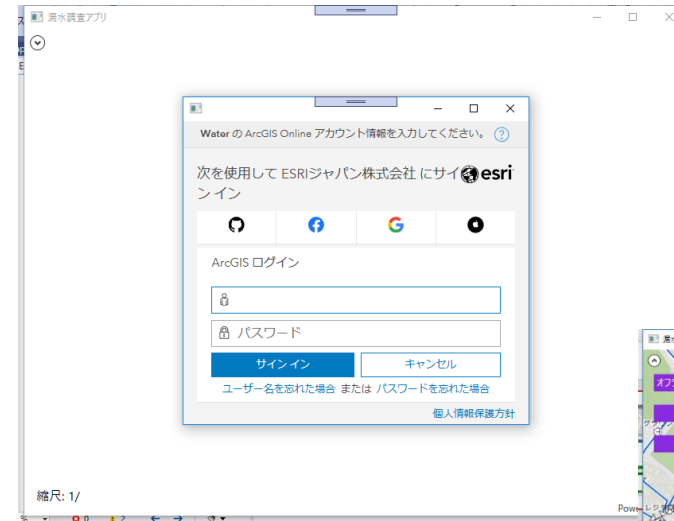 漏水調査アプリ
Water の ArcGIS Online アカウント情報を入力してください。
次を使用して ESRIジャパン株式会社 にサイ
ン イン
esri
ArcGIS ログイン
パスワード
サイン イン
キャンセル
ユーザー名を忘れた場合 または パスワードを忘れた場合
個人情報保護方針
オフ
縮尺: 1/
Powe